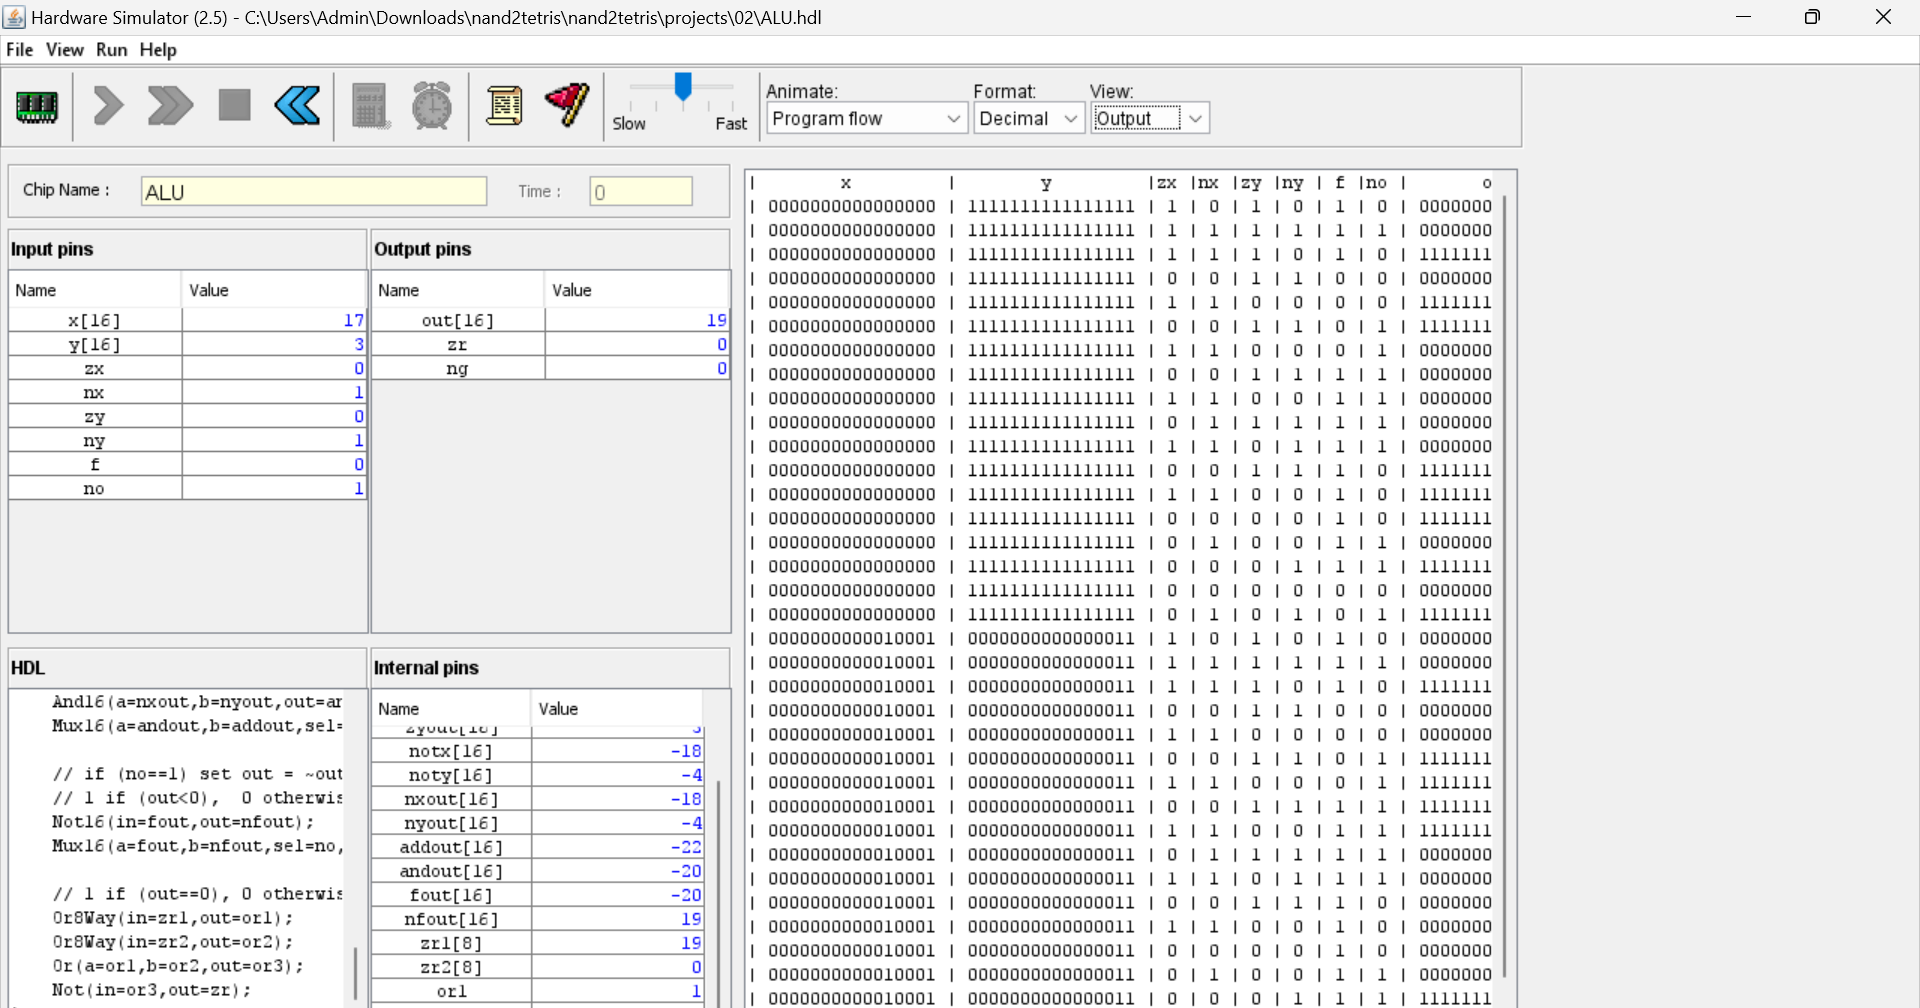 Hardware Simulator (2.5) - C:\Users\Admin\Downloads\nand2tetris\nand2tetris\projects\02\ALU.hdl
File View Run Help
Slow Fast
Animate: Format: View:
Program flow Decimal Output
Chip Name : ALU Time : 0
Input pins
Name Value
x[16] 17
y[16] 3
zx 0
nx 1
zy 0
ny 1
f 0
no 1
Output pins
Name Value
out[16] 19
zr 0
ng 0
HDL
And16(a=nxout,b=nyout,out=ar
Mux16(a=andout,b=addout,sel=
// if (no==1) set out = ~out
// 1 if (out<0), 0 otherwis
Not16(in=fout,out=nfout);
Mux16(a=fout,b=nfout,sel=no,
// 1 if (out==0), 0 otherwis
Or8Way(in=zr1,out=or1);
Or8Way(in=zr2,out=or2);
Or(a=or1,b=or2,out=or3);
Not(in=or3,out=zr);
Internal pins
Name Value
zyout[16] 3
notx[16] -18
noty[16] -4
nxout[16] -18
nyout[16] -4
addout[16] -22
andout[16] -20
fout[16] -20
nfout[16] 19
zr1[8] 19
zr2[8] 0
or1 1
| x | y |zx |nx |zy |ny | f |no | o
| 0000000000000000 | 1111111111111111 | 1 | 0 | 1 | 0 | 1 | 0 | 0000000
| 0000000000000000 | 1111111111111111 | 1 | 1 | 1 | 1 | 1 | 1 | 0000000
| 0000000000000000 | 1111111111111111 | 1 | 1 | 1 | 0 | 1 | 0 | 1111111
| 0000000000000000 | 1111111111111111 | 0 | 0 | 1 | 1 | 0 | 0 | 0000000
| 0000000000000000 | 1111111111111111 | 1 | 1 | 0 | 0 | 0 | 0 | 1111111
| 0000000000000000 | 1111111111111111 | 0 | 0 | 1 | 1 | 0 | 1 | 1111111
| 0000000000000000 | 1111111111111111 | 1 | 1 | 0 | 0 | 0 | 1 | 0000000
| 0000000000000000 | 1111111111111111 | 0 | 0 | 1 | 1 | 1 | 1 | 0000000
| 0000000000000000 | 1111111111111111 | 1 | 1 | 0 | 0 | 1 | 1 | 0000000
| 0000000000000000 | 1111111111111111 | 0 | 1 | 1 | 1 | 1 | 1 | 0000000
| 0000000000000000 | 1111111111111111 | 1 | 1 | 0 | 1 | 1 | 1 | 0000000
| 0000000000000000 | 1111111111111111 | 0 | 0 | 1 | 1 | 1 | 0 | 1111111
| 0000000000000000 | 1111111111111111 | 1 | 1 | 0 | 0 | 1 | 0 | 1111111
| 0000000000000000 | 1111111111111111 | 0 | 0 | 0 | 0 | 1 | 0 | 1111111
| 0000000000000000 | 1111111111111111 | 0 | 1 | 0 | 0 | 1 | 1 | 0000000
| 0000000000000000 | 1111111111111111 | 0 | 0 | 0 | 1 | 1 | 1 | 1111111
| 0000000000000000 | 1111111111111111 | 0 | 0 | 0 | 0 | 0 | 0 | 0000000
| 0000000000000000 | 1111111111111111 | 0 | 1 | 0 | 1 | 0 | 1 | 1111111
| 0000000000010001 | 0000000000000011 | 1 | 0 | 1 | 0 | 1 | 0 | 0000000
| 0000000000010001 | 0000000000000011 | 1 | 1 | 1 | 1 | 1 | 1 | 0000000
| 0000000000010001 | 0000000000000011 | 1 | 1 | 1 | 0 | 1 | 0 | 1111111
| 0000000000010001 | 0000000000000011 | 0 | 0 | 1 | 1 | 0 | 0 | 0000000
| 0000000000010001 | 0000000000000011 | 1 | 1 | 0 | 0 | 0 | 0 | 0000000
| 0000000000010001 | 0000000000000011 | 0 | 0 | 1 | 1 | 0 | 1 | 1111111
| 0000000000010001 | 0000000000000011 | 1 | 1 | 0 | 0 | 0 | 1 | 1111111
| 0000000000010001 | 0000000000000011 | 0 | 0 | 1 | 1 | 1 | 1 | 1111111
| 0000000000010001 | 0000000000000011 | 1 | 1 | 0 | 0 | 1 | 1 | 1111111
| 0000000000010001 | 0000000000000011 | 0 | 1 | 1 | 1 | 1 | 1 | 0000000
| 0000000000010001 | 0000000000000011 | 1 | 1 | 0 | 1 | 1 | 1 | 0000000
| 0000000000010001 | 0000000000000011 | 0 | 0 | 1 | 1 | 1 | 0 | 0000000
| 0000000000010001 | 0000000000000011 | 1 | 1 | 0 | 0 | 1 | 0 | 0000000
| 0000000000010001 | 0000000000000011 | 0 | 0 | 0 | 0 | 1 | 0 | 0000000
| 0000000000010001 | 0000000000000011 | 0 | 1 | 0 | 0 | 1 | 1 | 0000000
| 0000000000010001 | 0000000000000011 | 0 | 0 | 0 | 1 | 1 | 1 | 1111111